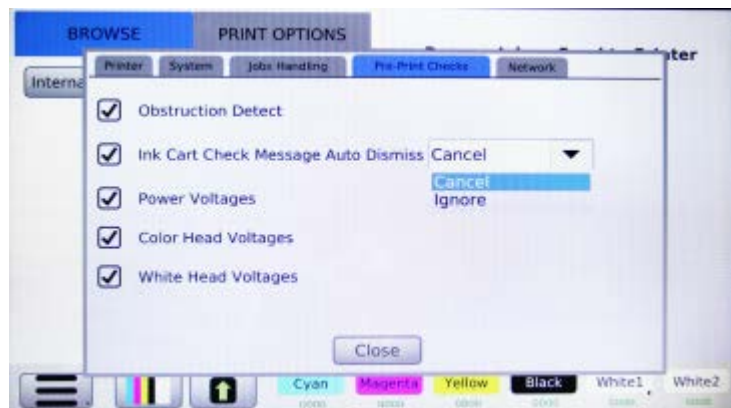 BROWSE
PRINT OPTIONS
Printer
System
Jobs Handling
Pre-Print Checks
Network
Interna
Obstruction Detect
Ink Cart Check Message Auto Dismiss Cancel
Cancel
Ignore
Power Voltages
Color Head Voltages
White Head Voltages
Close
Cyan
Magenta
Yellow
Black
White1
White2